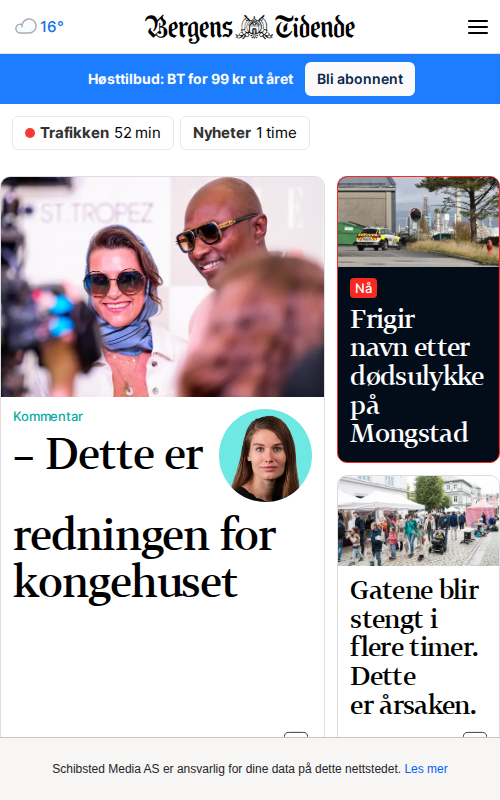 16°
Bergens Tidende
Høsttilbud: BT for 99 kr ut året
Bli abonnent
Trafikken 52 min
Nyheter 1 time
ST TROPEZ
Kommentar
– Dette er
redningen for
kongehuset
Nå
Frigir
navn etter
dødsulykke
på
Mongstad
Gatene blir
stengt i
flere timer.
Dette
er årsaken.
Schibsted Media AS er ansvarlig for dine data på dette nettstedet. Les mer